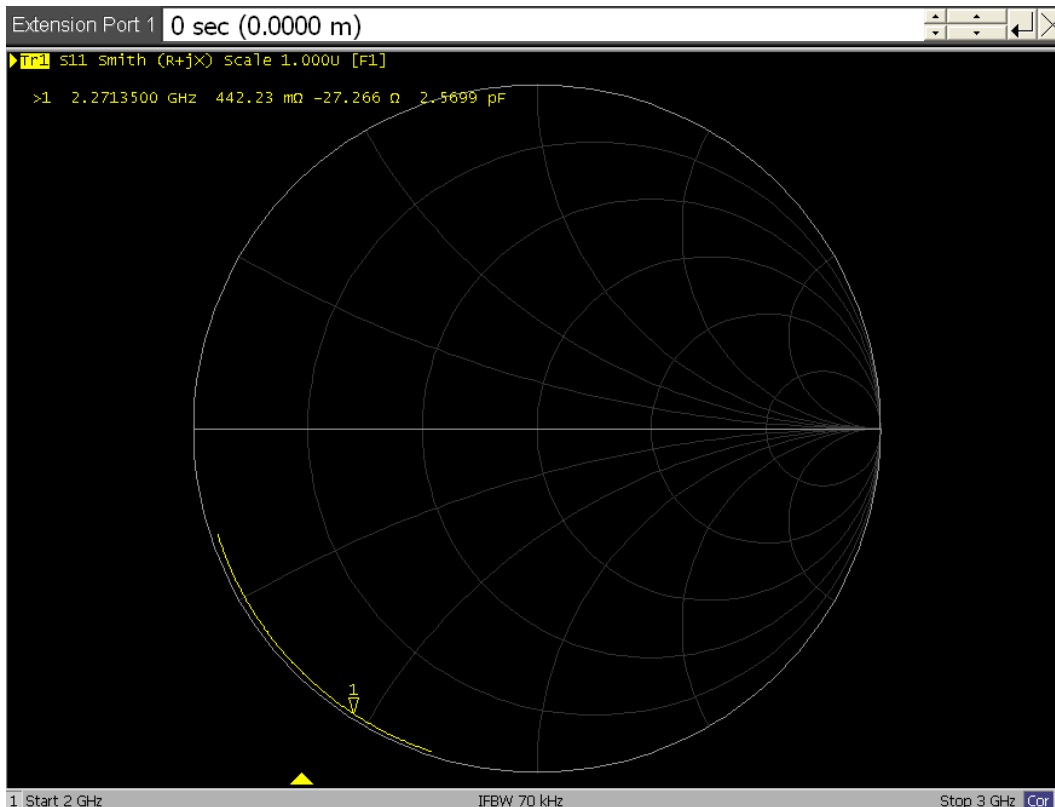 Extension Port 1 0 sec (0.0000 m)
Tr1 S11 Smith (R+jX) Scale 1.000U [F1]
>1 2.2713500 GHz 442.23 mΩ -27.266 Ω 2.5699 pF
1
1 Start 2 GHz IFBW 70 kHz Stop 3 GHz Cor